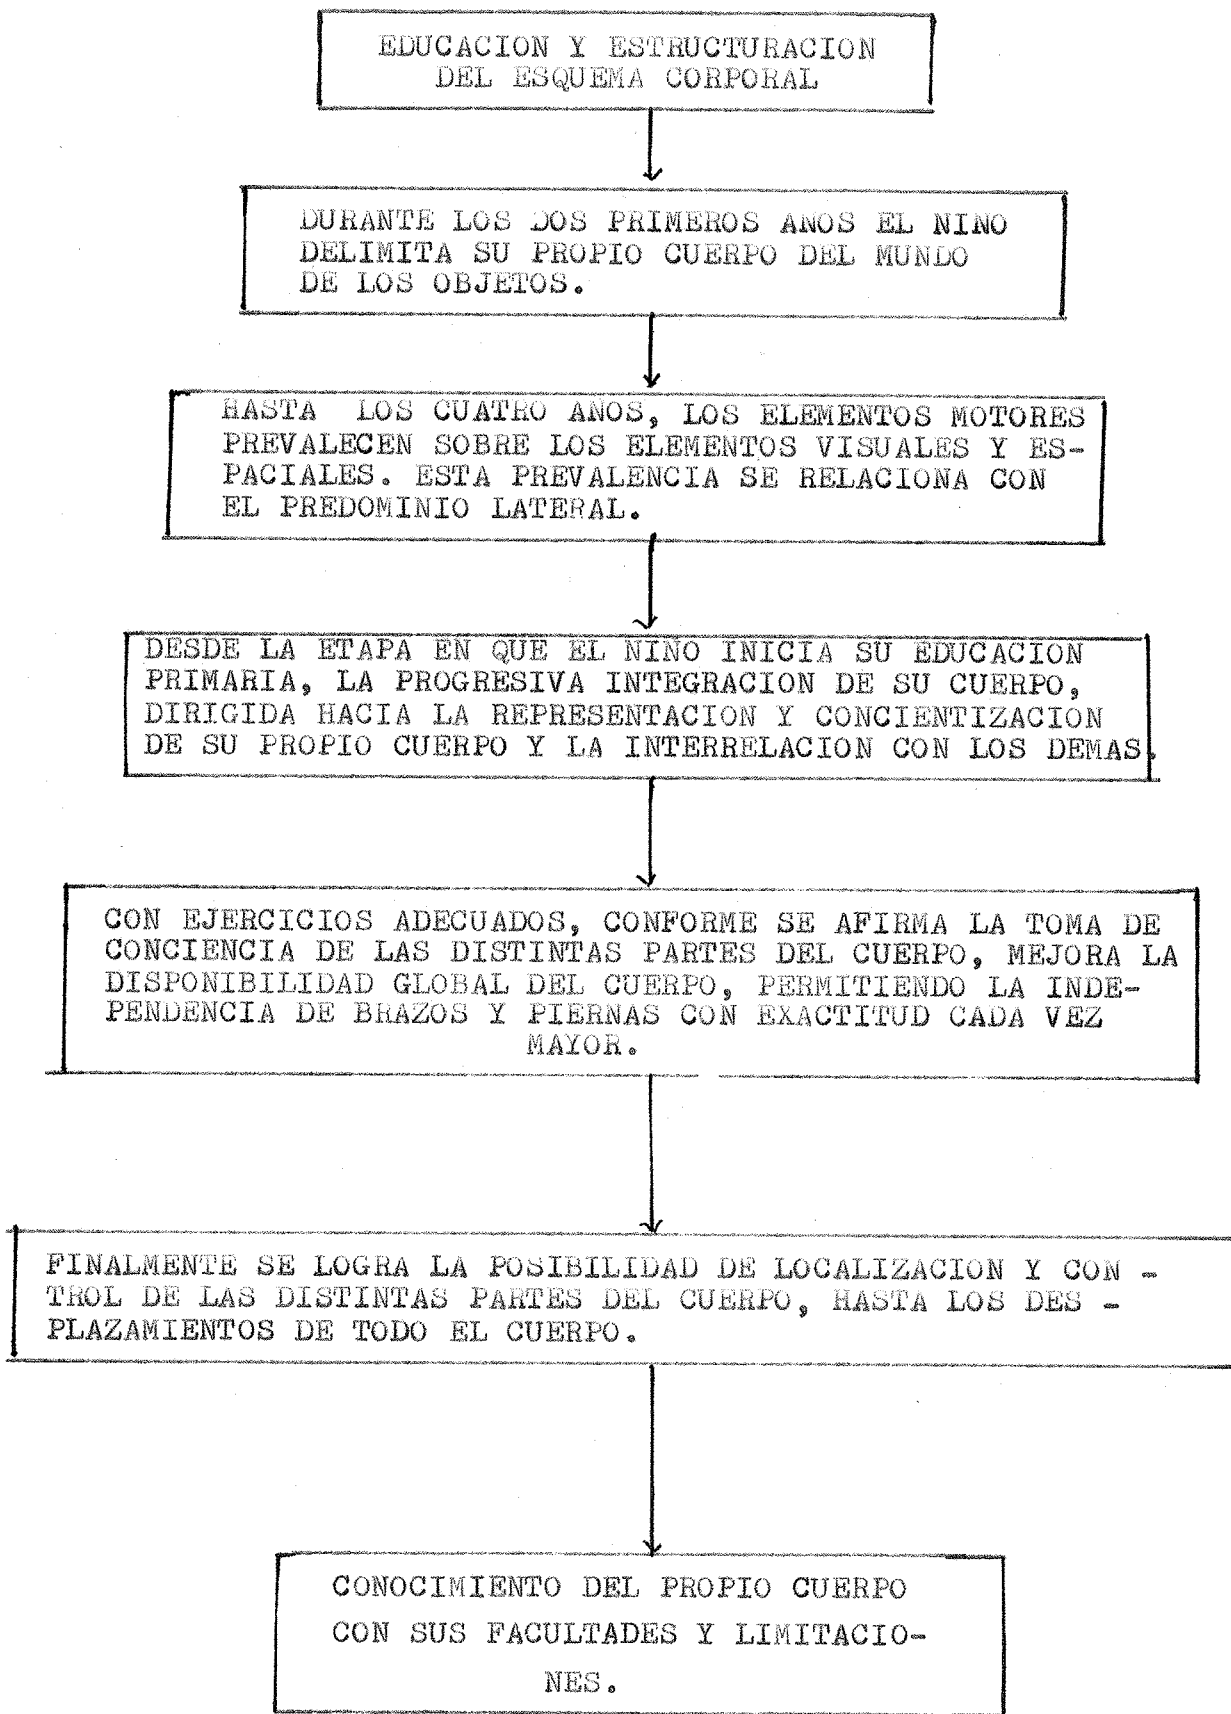 EDUCACION Y ESTRUCTURACION
DEL ESQUEMA CORPORAL
DURANTE LOS DOS PRIMEROS ANOS EL NINO
DELIMITA SU PROPIO CUERPO DEL MUNDO
DE LOS OBJETOS.
HASTA LOS CUATRO ANOS, LOS ELEMENTOS MOTORES
PREVALECEN SOBRE LOS ELEMENTOS VISUALES Y ES-
PACIALES. ESTA PREVALENCIA SE RELACIONA CON
EL PREDOMINIO LATERAL.
DESDE LA ETAPA EN QUE EL NINO INICIA SU EDUCACION
PRIMARIA, LA PROGRESIVA INTEGRACION DE SU CUERPO,
DIRIGIDA HACIA LA REPRESENTACION Y CONCIENTIZACION
DE SU PROPIO CUERPO Y LA INTERRELACION CON LOS DEMAS.
CON EJERCICIOS ADECUADOS, CONFORME SE AFIRMA LA TOMA DE
CONCIENCIA DE LAS DISTINTAS PARTES DEL CUERPO, MEJORA LA
DISPONIBILIDAD GLOBAL DEL CUERPO, PERMITIENDO LA INDE-
PENDENCIA DE BRAZOS Y PIERNAS CON EXACTITUD CADA VEZ
MAYOR.
FINALMENTE SE LOGRA LA POSIBILIDAD DE LOCALIZACION Y CON -
TROL DE LAS DISTINTAS PARTES DEL CUERPO, HASTA LOS DES -
PLAZAMIENTOS DE TODO EL CUERPO.
CONOCIMIENTO DEL PROPIO CUERPO
CON SUS FACULTADES Y LIMITACIO-
NES.